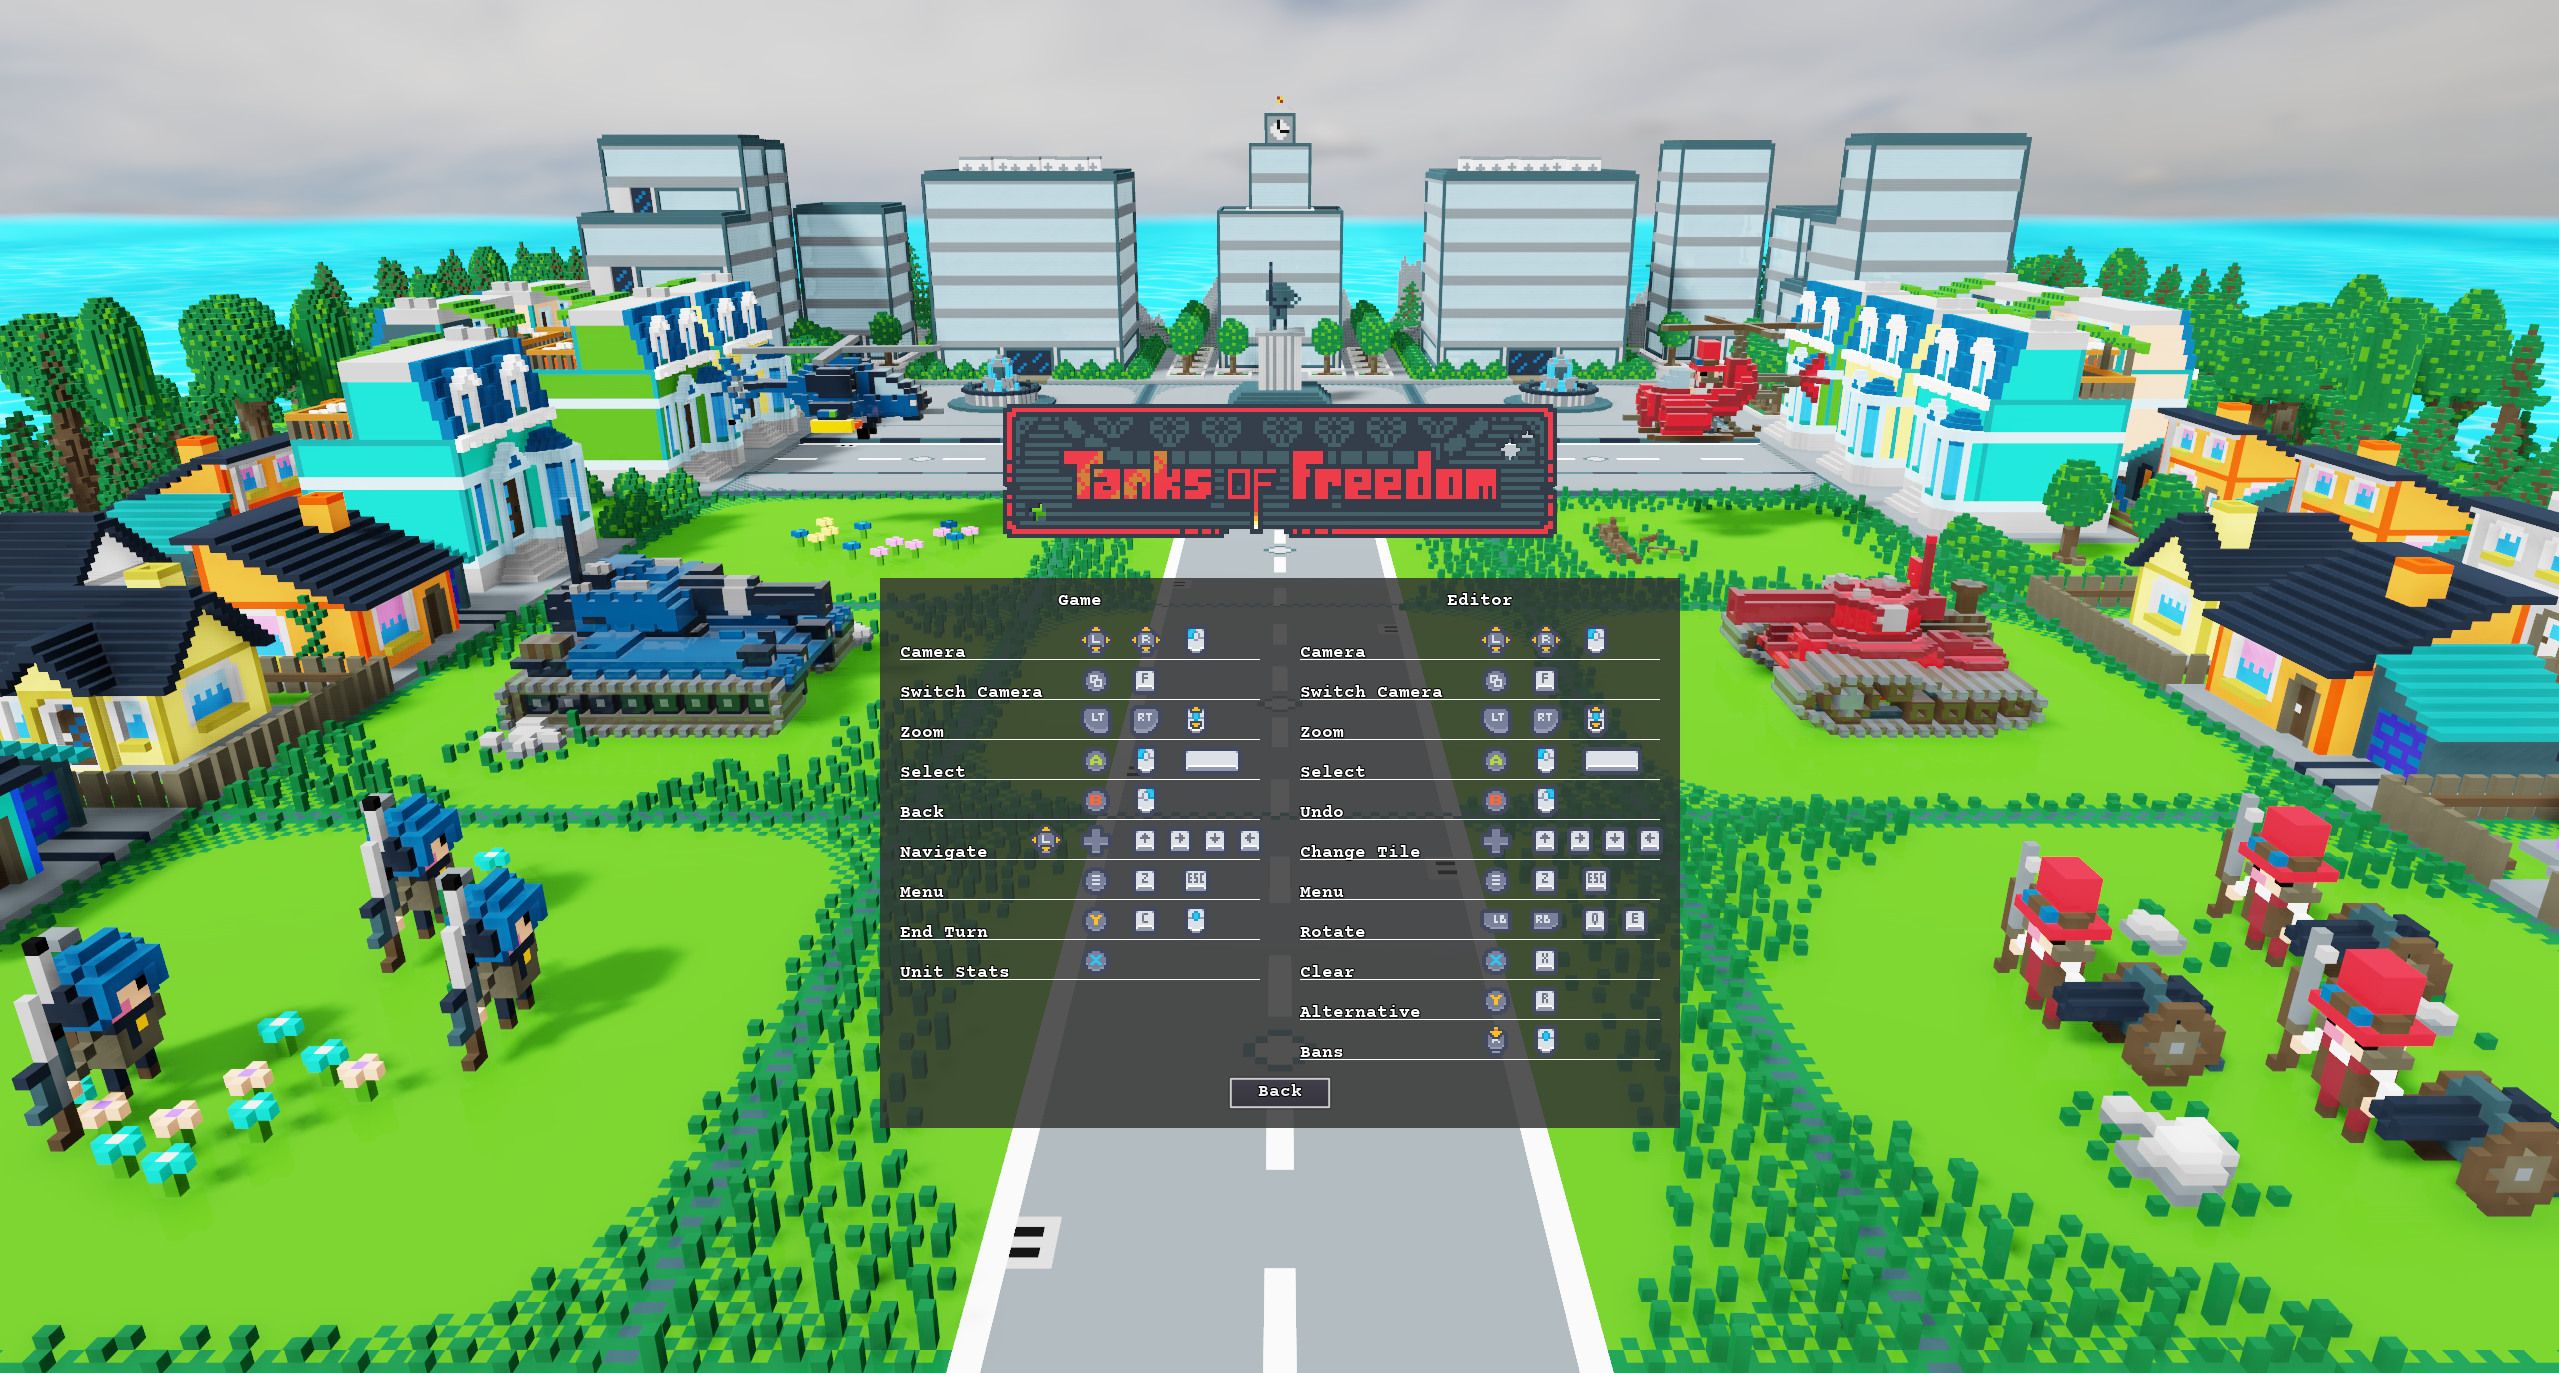 Tanks of Freedom
Game
Camera L R
Switch Camera F
Zoom LT RT
Select A
Back B
Navigate L
Menu Z ESC
End Turn Y C
Unit Stats X
Editor
Camera L R
Switch Camera F
Zoom LT RT
Select A
Undo B
Change Tile
Menu Z ESC
Rotate LB RB Q E
Clear X X
Alternative Y R
Bans R
Back